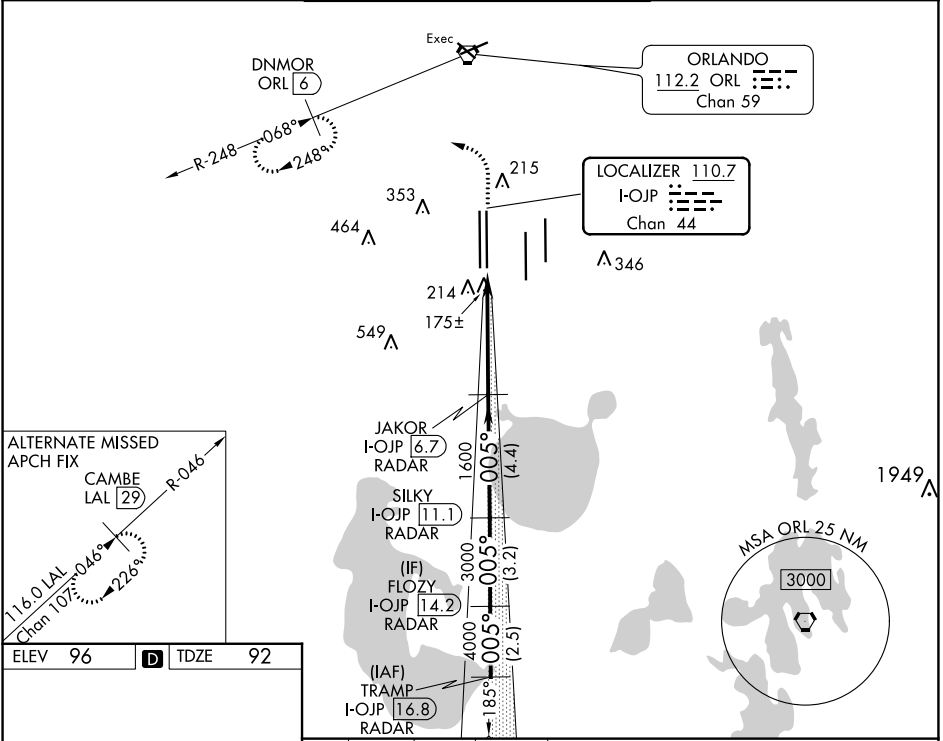 Exec
DNMOR
ORL 6
ORLANDO
112.2 ORL
Chan 59
R-248
068°
248°
LOCALIZER 110.7
I-OJP
Chan 44
215
353
464
346
214
175±
549
JAKOR
I-OJP 6.7
RADAR
1600
005°
(4.4)
SILKY
I-OJP 11.1
RADAR
3000
005°
(3.2)
(IF)
FLOZY
I-OJP 14.2
RADAR
4000
005°
(2.5)
(IAF)
TRAMP
I-OJP 16.8
RADAR
185°
1949
MSA ORL 25 NM
3000
ALTERNATE MISSED
APCH FIX
CAMBE
LAL 29
R-046
046°
226°
116.0 LAL
Chan 107
ELEV 96 D TDZE 92